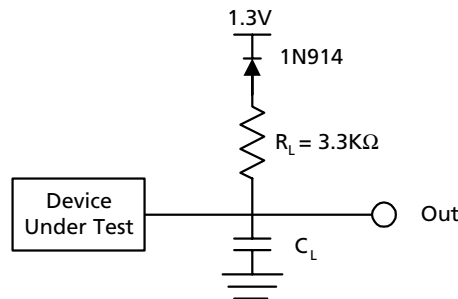 1.3V
1N914
R_L = 3.3KΩ
Device
Under Test
Out
C_L